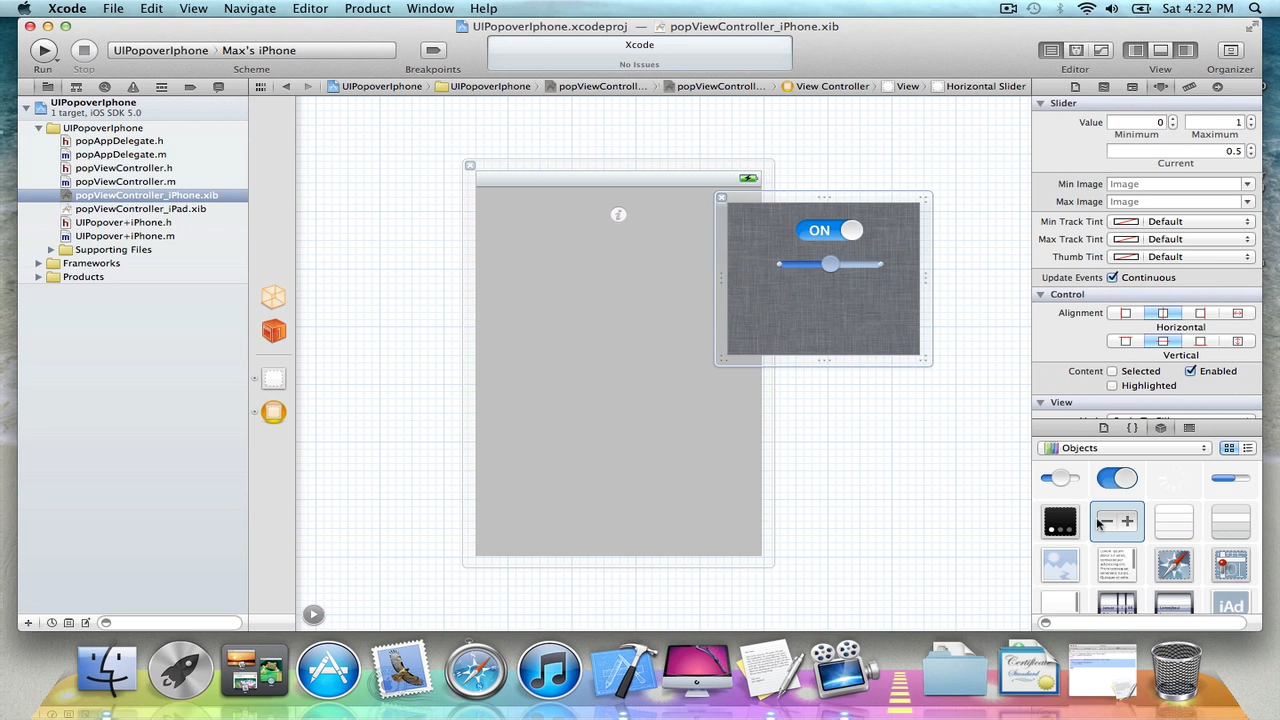 Xcode File Edit View Navigate Editor Product Window Help Sat 4:22 PM
UIPopoverIphone.xcodeproj — popViewController_iPhone.xib
UIPopoverIphone Max's iPhone
Xcode
No Issues
Run Stop Scheme Breakpoints Editor View Organizer
UIPopoverIphone UIPopoverIphone popViewControll... popViewControll... View Controller View Horizontal Slider
UIPopoverIphone
1 target, iOS SDK 5.0
UIPopoverIphone
popAppDelegate.h
popAppDelegate.m
popViewController.h
popViewController.m
popViewController_iPhone.xib
popViewController_iPad.xib
UIPopover+iPhone.h
UIPopover+iPhone.m
Supporting Files
Frameworks
Products
i
ON
Slider
Value 0 1
Minimum Maximum
0.5
Current
Min Image Image
Max Image Image
Min Track Tint Default
Max Track Tint Default
Thumb Tint Default
Update Events Continuous
Control
Alignment
Horizontal
Vertical
Content Selected Enabled
Highlighted
View
Objects
iAd